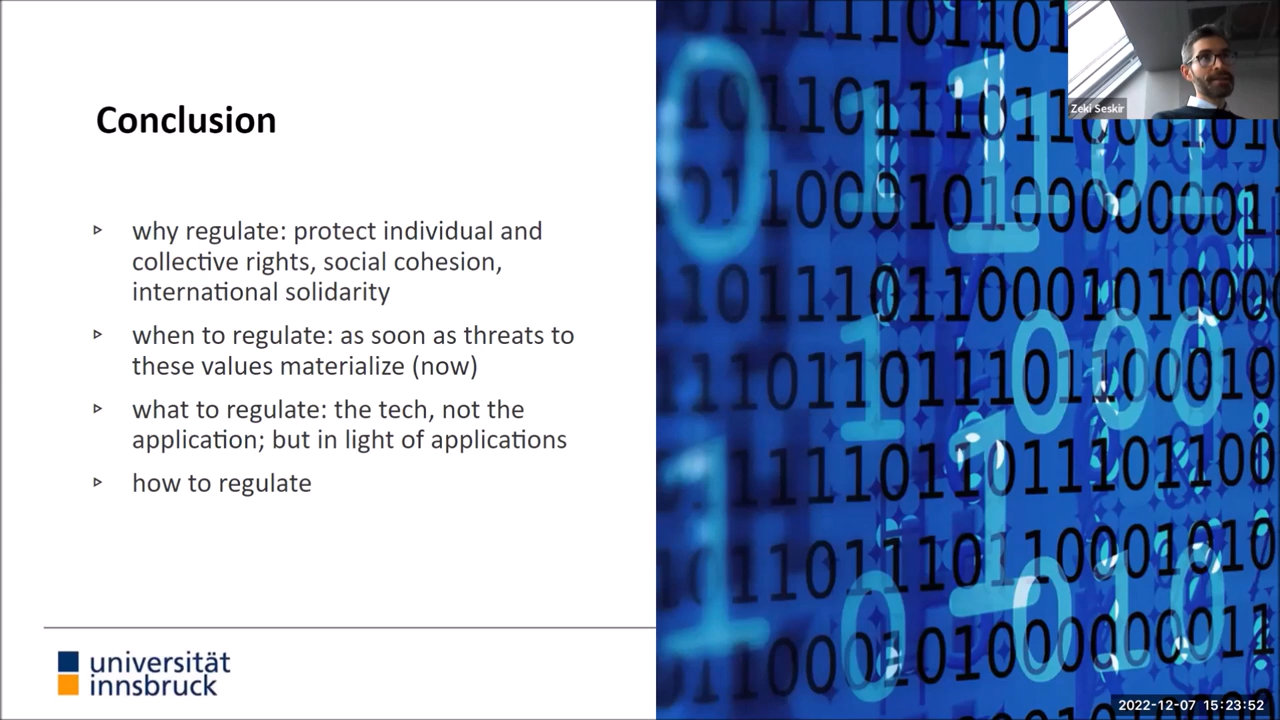 Conclusion
why regulate: protect individual and
collective rights, social cohesion,
international solidarity
when to regulate: as soon as threats to
these values materialize (now)
what to regulate: the tech, not the
application; but in light of applications
how to regulate
universität
innsbruck
Zeki Seskir
2022-12-07 15:23:52